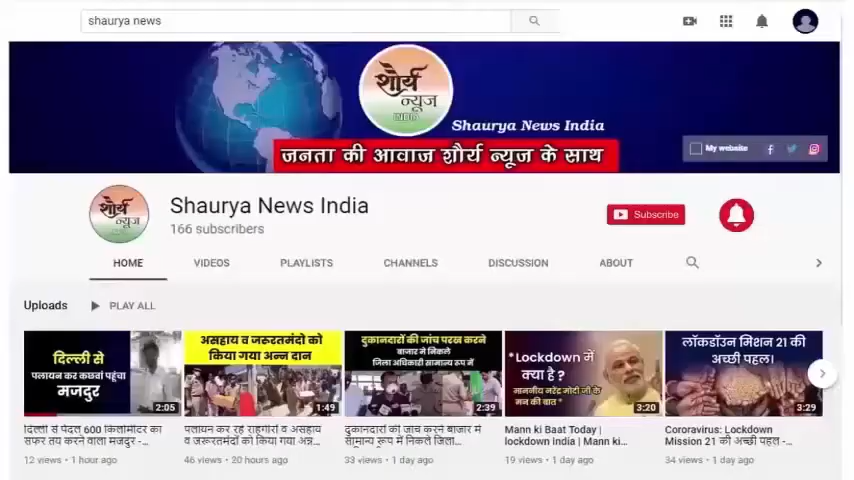 shaurya news
शौर्य
न्यूज
INDIA
Shaurya News India
जनता की आवाज शौर्य न्यूज के साथ
My website
शौर्य
न्यूज
Shaurya News India
166 subscribers
Subscribe
HOME VIDEOS PLAYLISTS CHANNELS DISCUSSION ABOUT
Uploads PLAY ALL
दिल्ली से
पलायन कर कछवां पहुंचा
मजदुर
2:05
असहाय व जरूरतमंदो को
किया गया अन्न दान
1:49
दुकानदारों की जांच परख करने
बाजार मे निकले
जिला अधिकारी सामान्य रूप में
2:39
"Lockdown में
क्या है ?
माननीय नरेंद्र मोदी जी के
मन की बात"
3:20
लॉकडॉउन मिशन 21 की
अच्छी पहल।
3:29
दिल्ली से पैदल 600 किलोमीटर का
सफर तय करने वाला मजदुर -...
12 views • 1 hour ago
पलायन कर रहे राहगीरों व असहाय
व जरूरतमंदों को किया गया अन्न...
46 views • 20 hours ago
दुकानदारों की जांच करने बाजार में
सामान्य रूप में निकले जिला...
33 views • 1 day ago
Mann ki Baat Today |
lockdown India | Mann ki...
19 views • 1 day ago
Cororavirus: Lockdown
Mission 21 की अच्छी पहल -...
34 views • 1 day ago